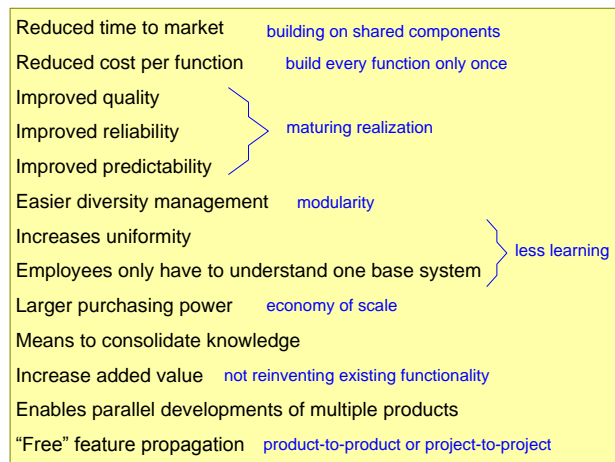 Reduced time to market building on shared components
Reduced cost per function build every function only once
Improved quality
Improved reliability maturing realization
Improved predictability
Easier diversity management modularity
Increases uniformity
less learning
Employees only have to understand one base system
Larger purchasing power economy of scale
Means to consolidate knowledge
Increase added value not reinventing existing functionality
Enables parallel developments of multiple products
“Free” feature propagation product-to-product or project-to-project